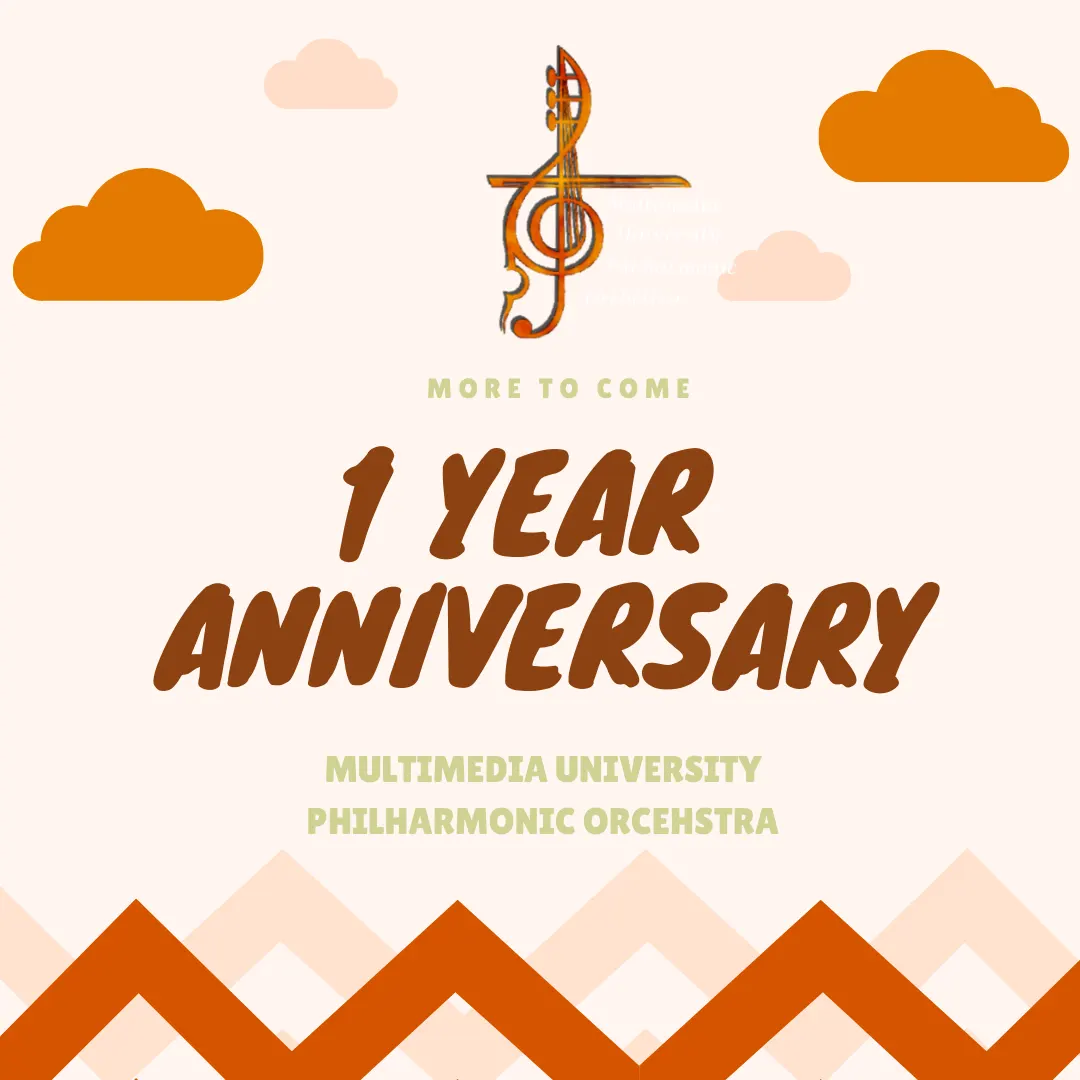 MORE TO COME
1 YEAR
ANNIVERSARY
MULTIMEDIA UNIVERSITY
PHILHARMONIC ORCEHSTRA